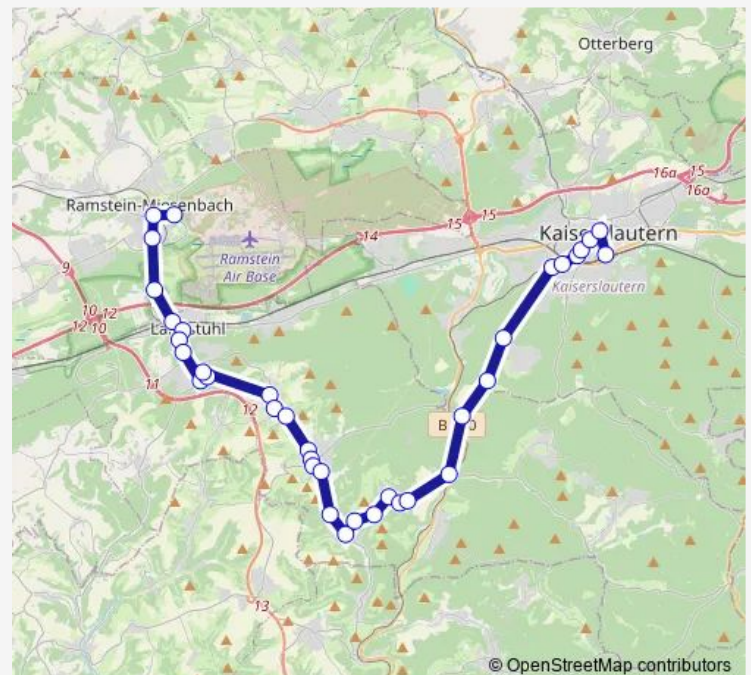 Otterberg
16a
15
16a
Ramstein-Miesenbach
15
15
14
Kaiserslautern
Ramstein
Air Base
9
Kaiserslautern
10
12
12
10
Landstuhl
11
12
13
© OpenStreetMap contributors